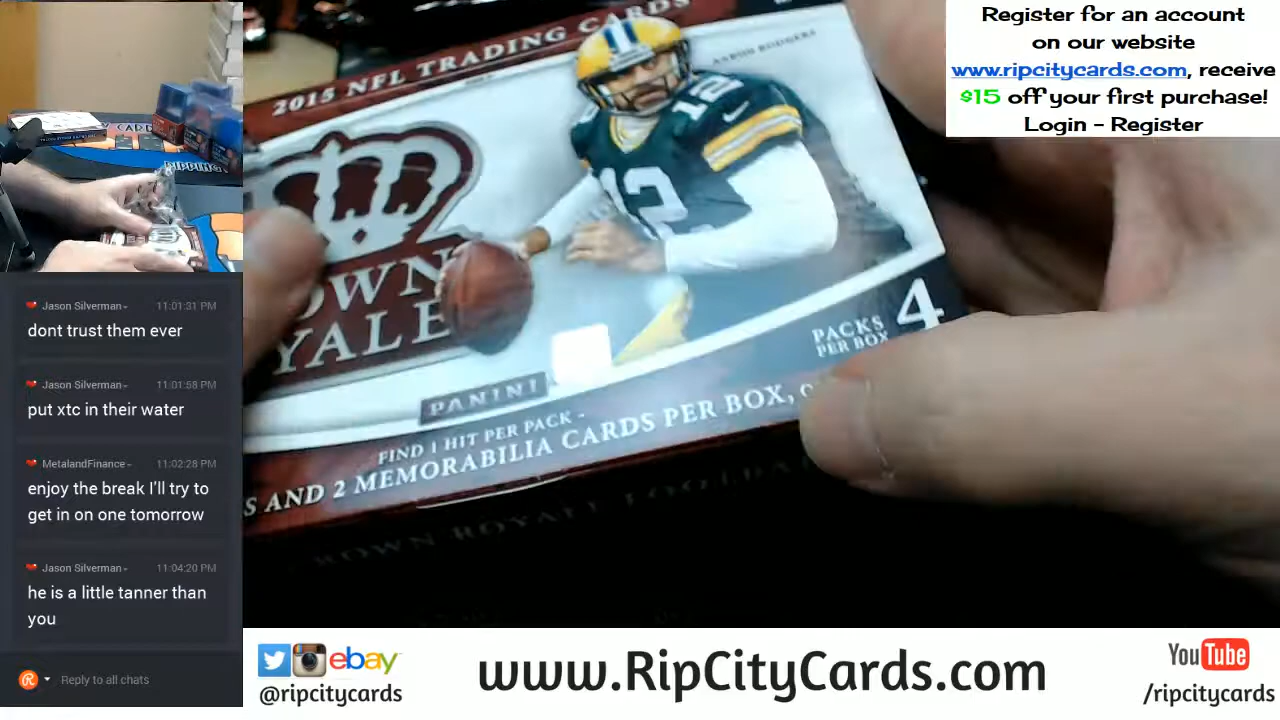 Register for an account
on our website
www.ripcitycards.com, receive
$15 off your first purchase!
Login - Register
2015 NFL TRADING CARDS
AARON RODGERS
12
12
OWN
YALE
PANINI
4
PACKS
PER BOX
FIND 1 HIT PER PACK -
S AND 2 MEMORABILIA CARDS PER BOX,
RIPPING
Jason Silverman 11:01:31 PM
dont trust them ever
Jason Silverman 11:01:58 PM
put xtc in their water
MetalandFinance 11:02:28 PM
enjoy the break I'll try to
get in on one tomorrow
Jason Silverman 11:04:20 PM
he is a little tanner than
you
Reply to all chats
ebay
@ripcitycards
www.RipCityCards.com
YouTube
/ripcitycards